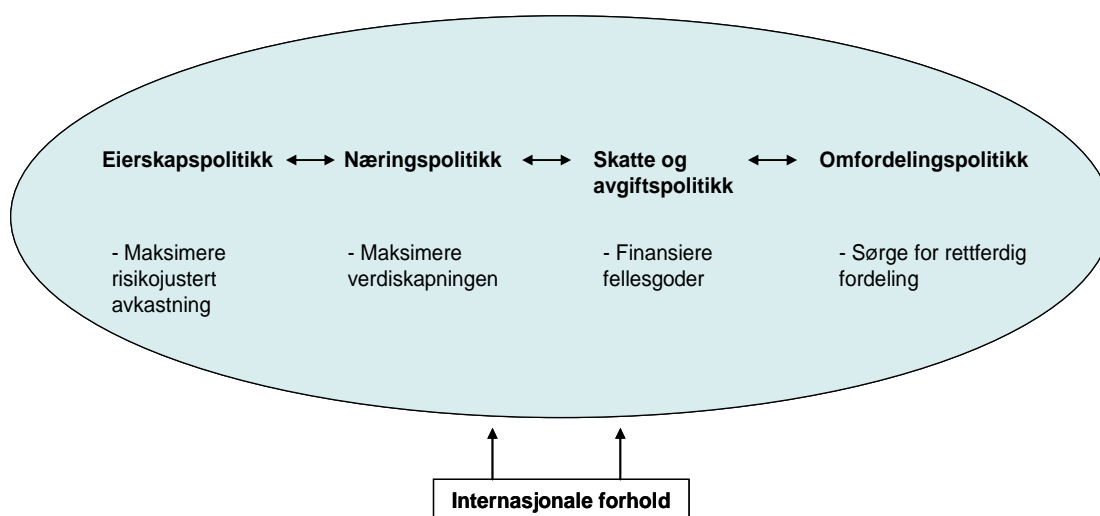 Eierskapspolitikk
Næringspolitikk
Skatte og
avgiftspolitikk
Omfordelingspolitikk
- Maksimere
risikojustert
avkastning
- Maksimere
verdiskapningen
- Finansiere
fellesgoder
- Sørge for rettferdig
fordeling
Internasjonale forhold